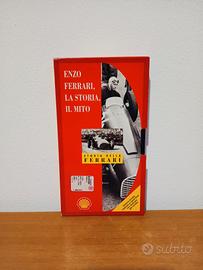 ENZO
FERRARI,
LA STORIA,
IL MITO
STORIA DELLA
FERRARI
subito